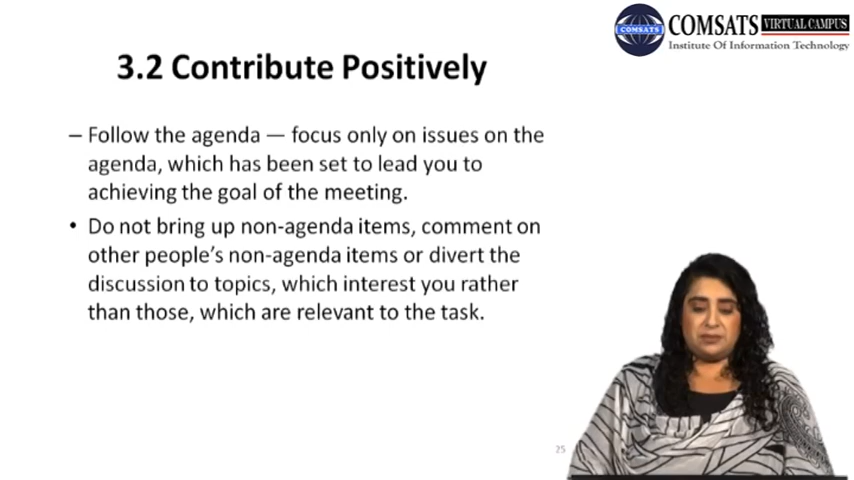 COMSATS VIRTUAL CAMPUS
Institute Of Information Technology
COMSATS
3.2 Contribute Positively
– Follow the agenda — focus only on issues on the
agenda, which has been set to lead you to
achieving the goal of the meeting.
• Do not bring up non-agenda items, comment on
other people’s non-agenda items or divert the
discussion to topics, which interest you rather
than those, which are relevant to the task.
25